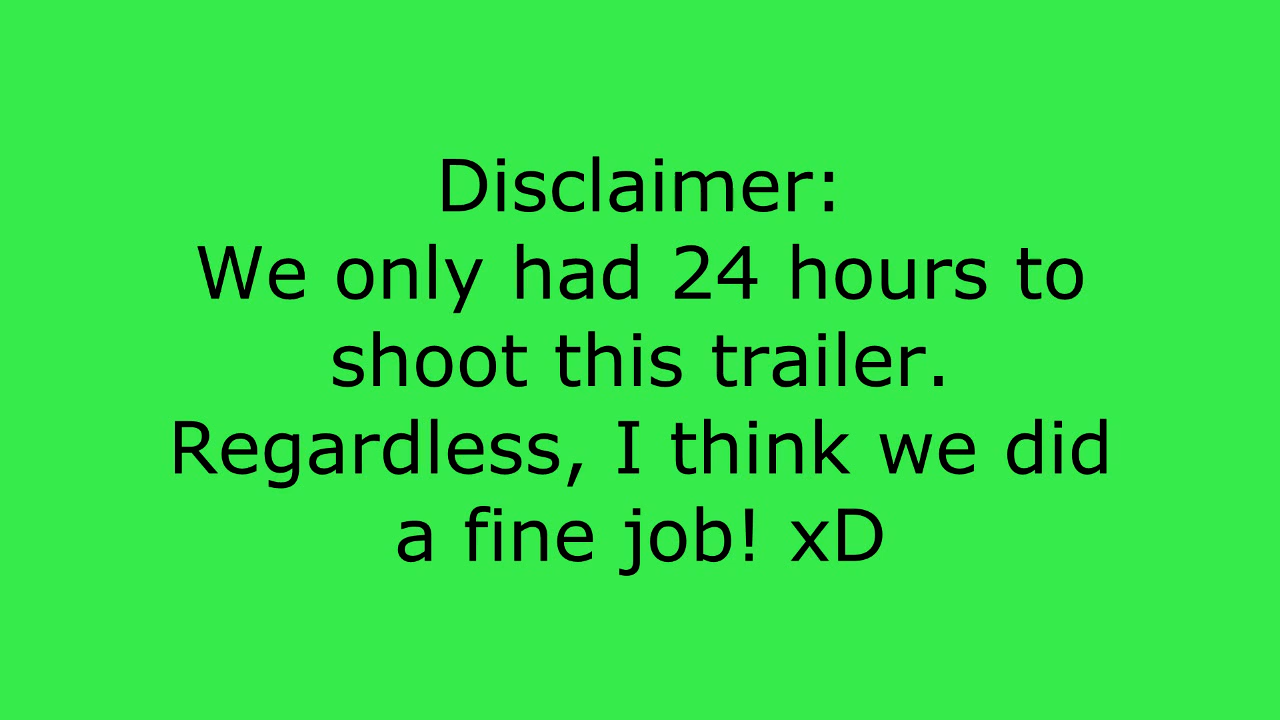 Disclaimer:
We only had 24 hours to
shoot this trailer.
Regardless, I think we did
a fine job! xD